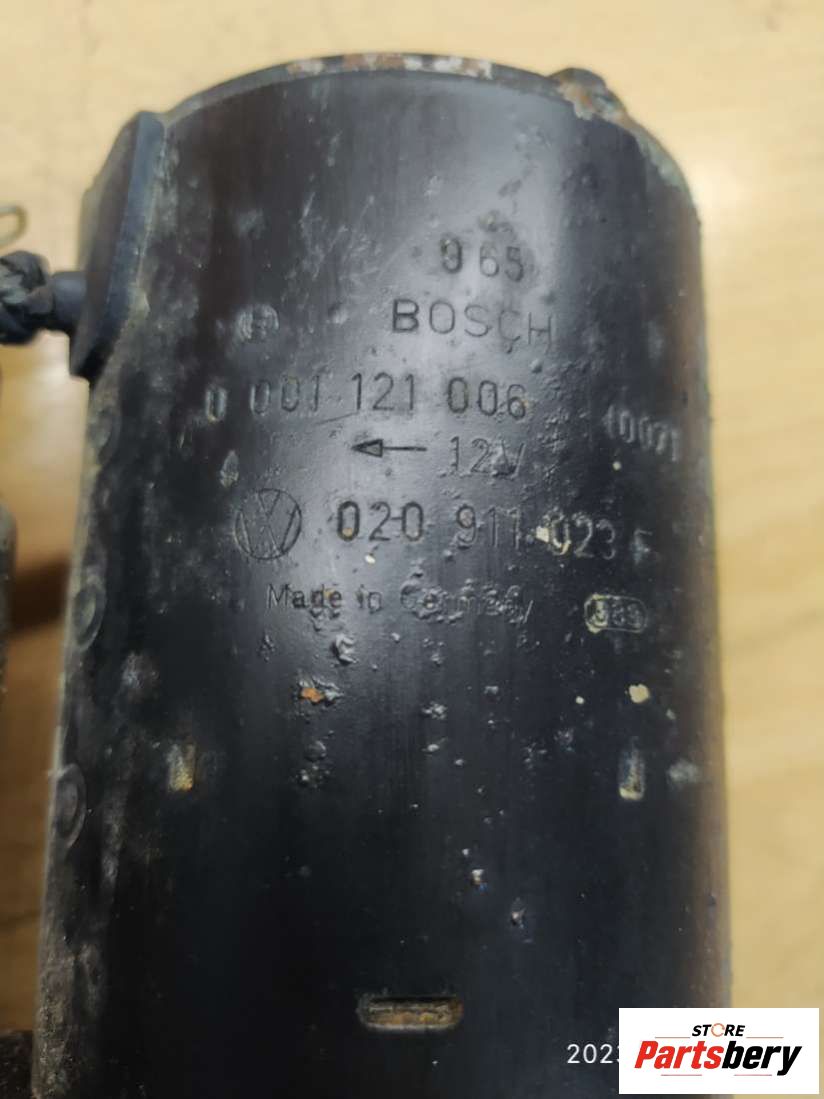 965
BOSCH
0 001 121 006
12V
020 911 023 F
Made in Germany
2023
STORE
Partsbery